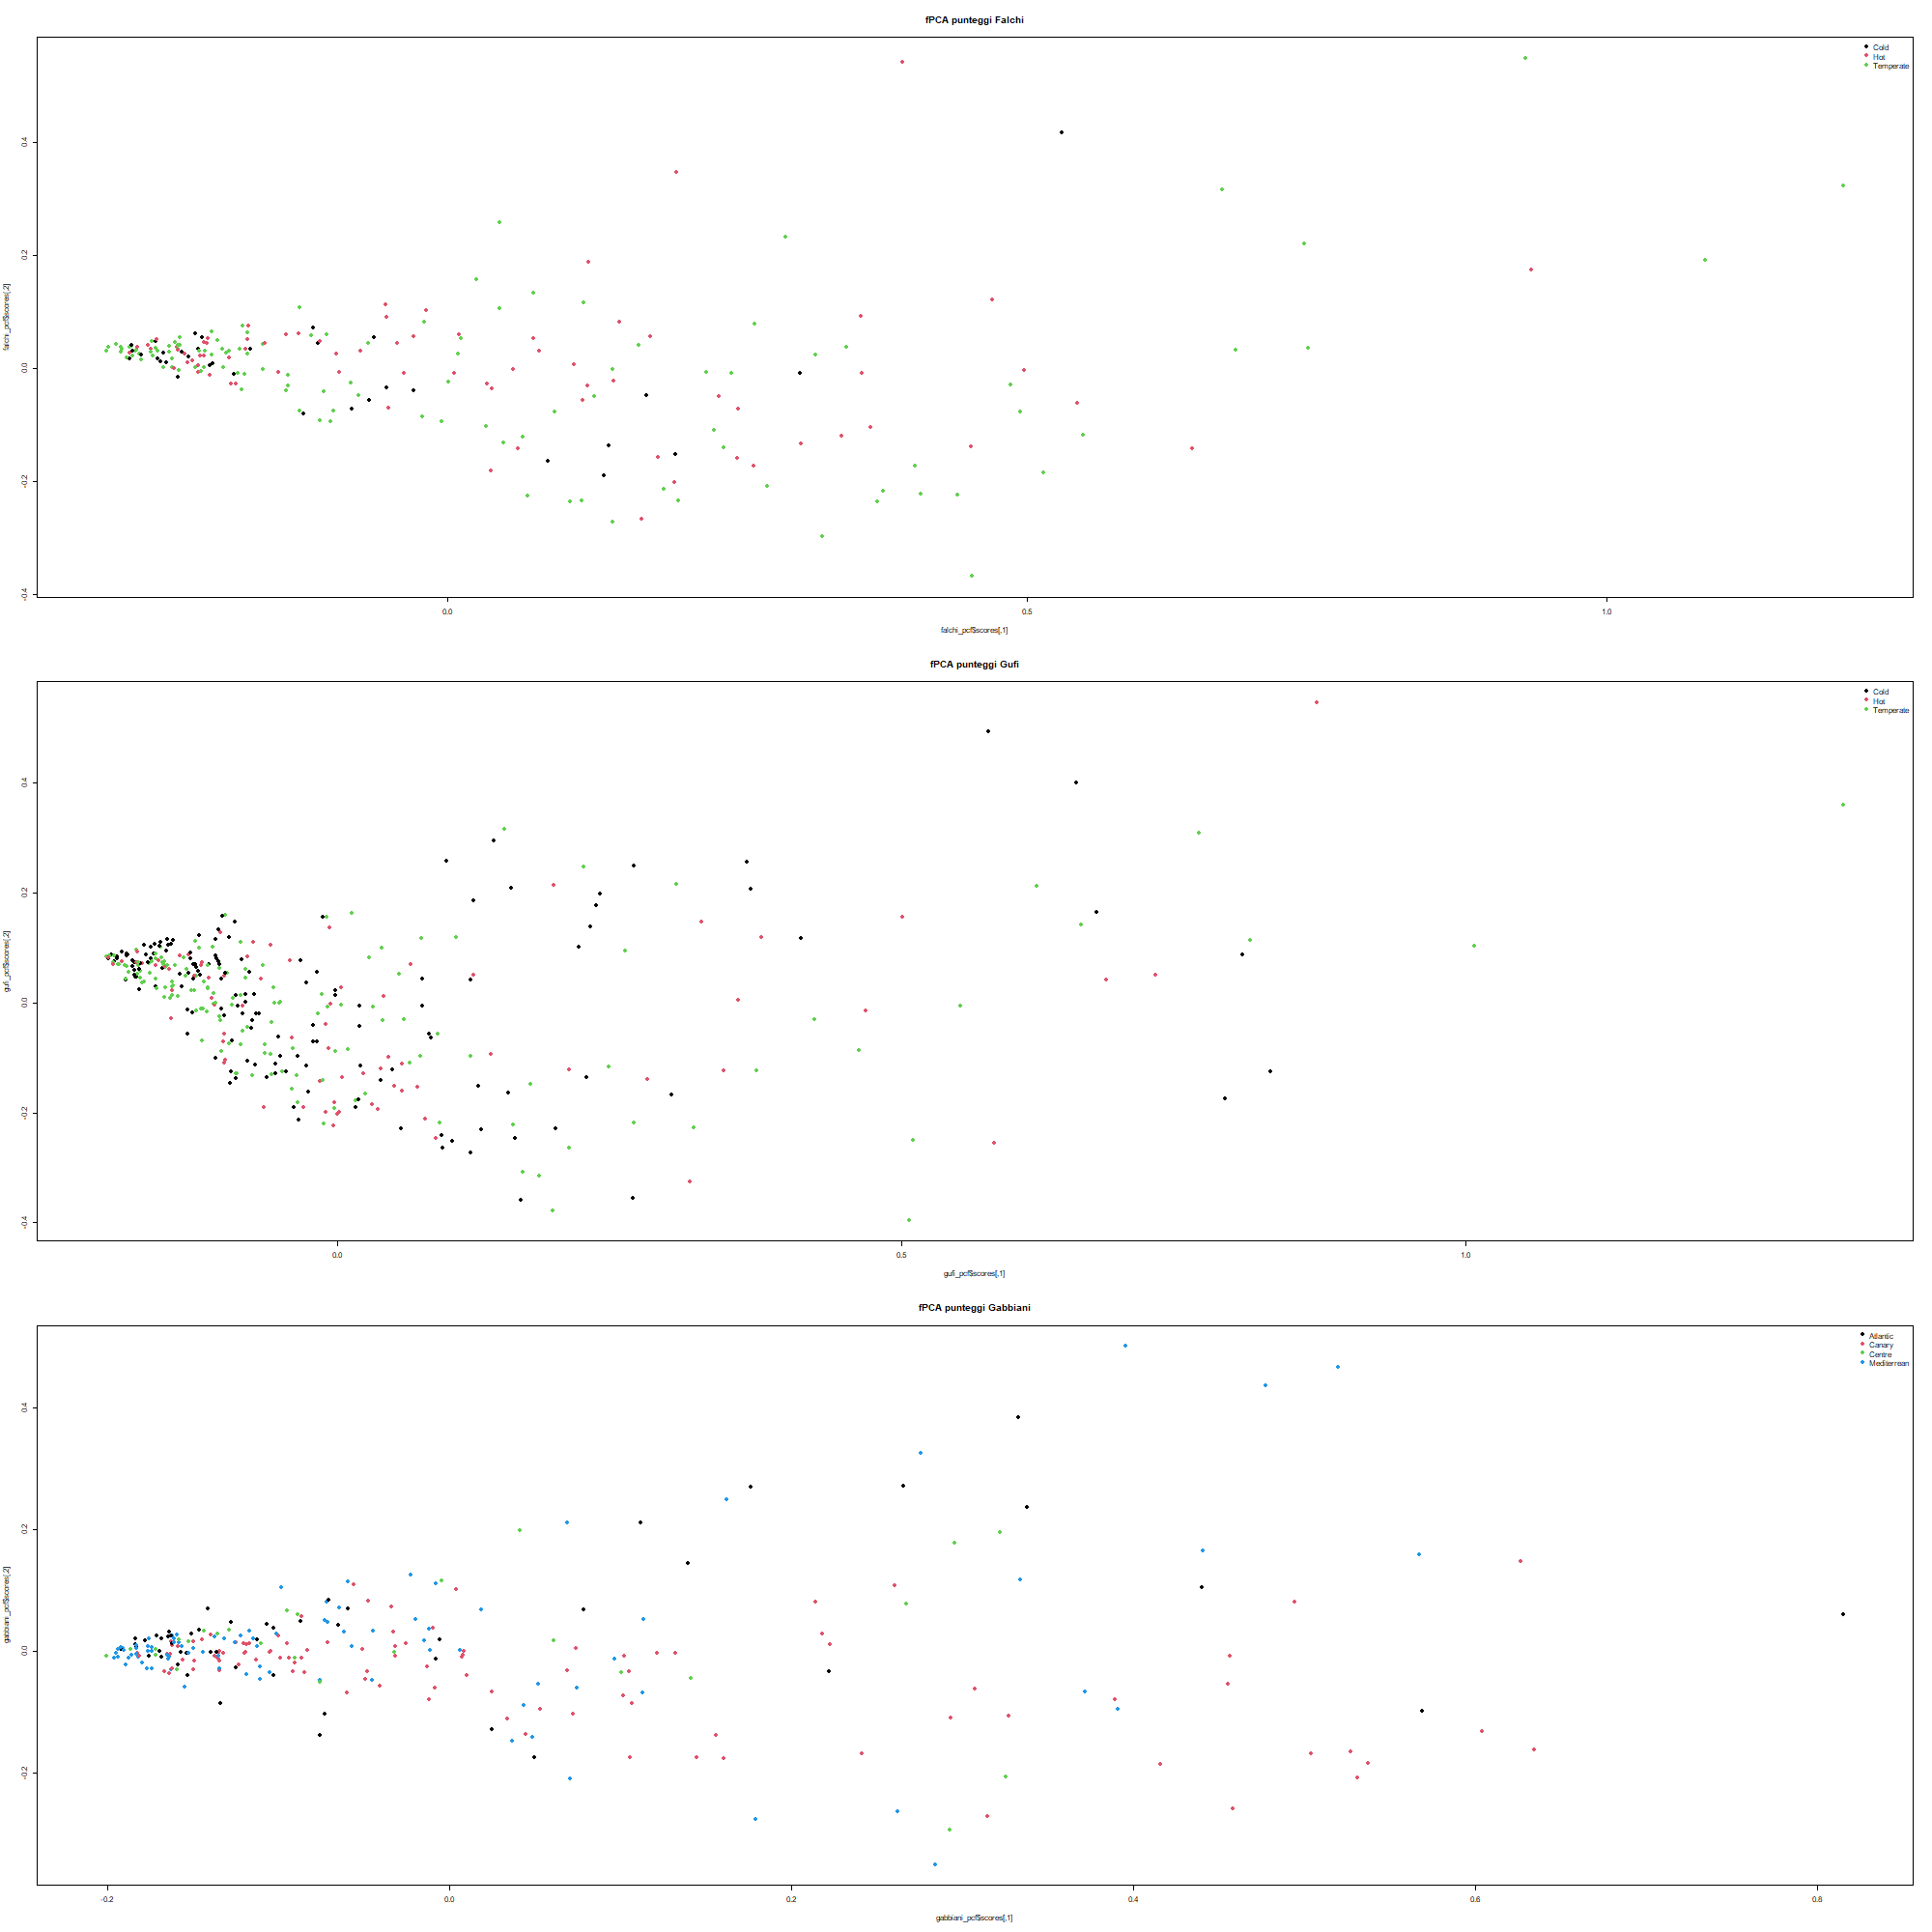 fPCA punteggi Falchi
Cold
Hot
Temperate
0.4
0.2
0.0
-0.2
-0.4
falchi_pcf$scores[,2]
0.0 0.5 1.0
falchi_pcf$scores[,1]
fPCA punteggi Gufi
Cold
Hot
Temperate
0.4
0.2
0.0
-0.2
-0.4
gufi_pcf$scores[,2]
0.0 0.5 1.0
gufi_pcf$scores[,1]
fPCA punteggi Gabbiani
Atlantic
Canary
Centre
Mediterrean
0.4
0.2
0.0
-0.2
gabbiani_pcf$scores[,2]
-0.2 0.0 0.2 0.4 0.6 0.8
gabbiani_pcf$scores[,1]